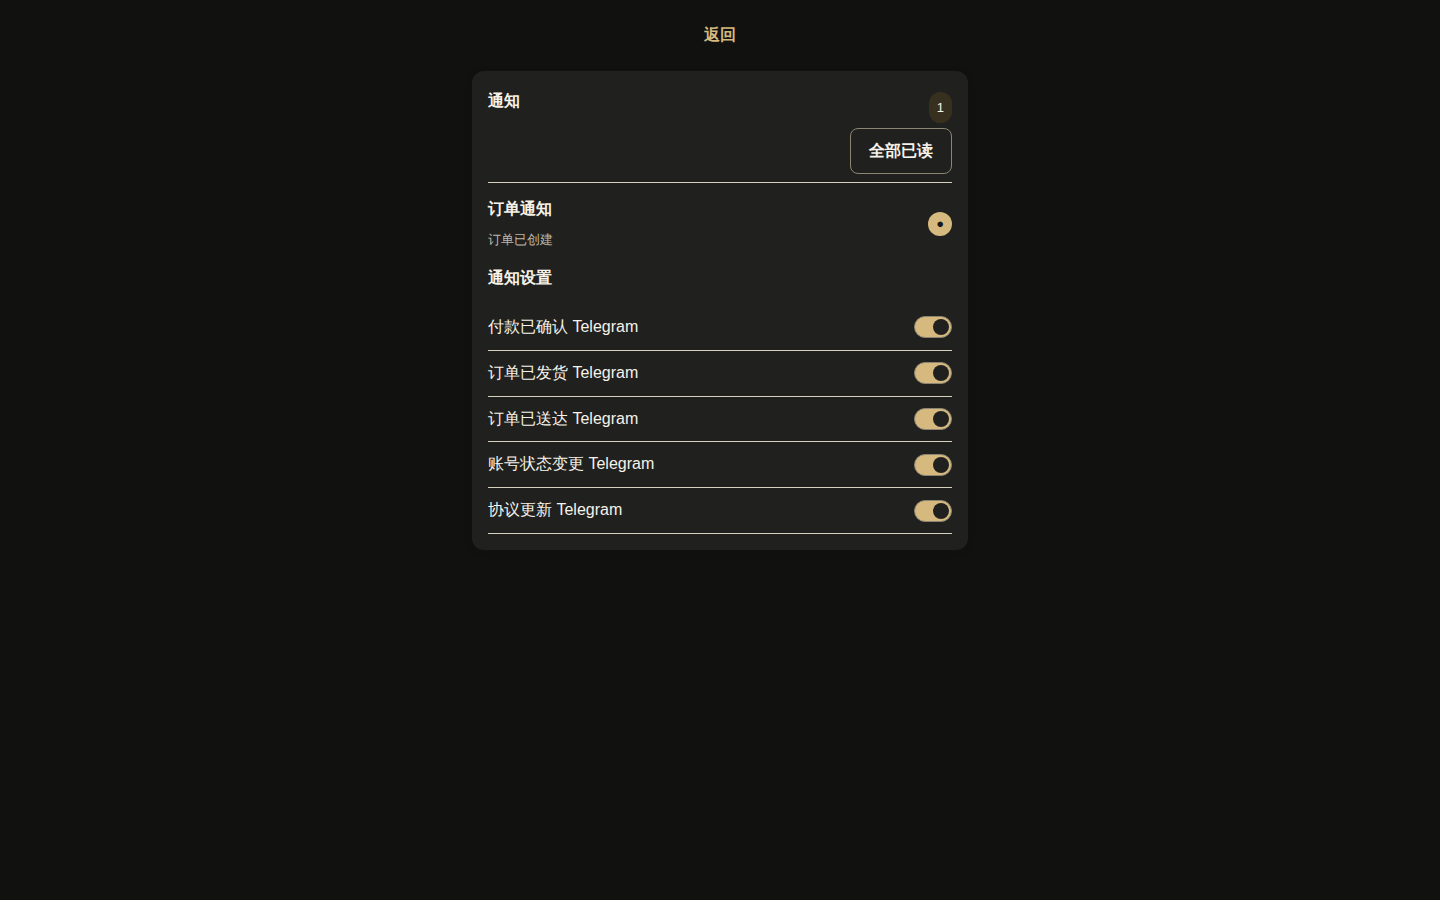 返回
通知
1
全部已读
订单通知
订单已创建
通知设置
付款已确认 Telegram
订单已发货 Telegram
订单已送达 Telegram
账号状态变更 Telegram
协议更新 Telegram